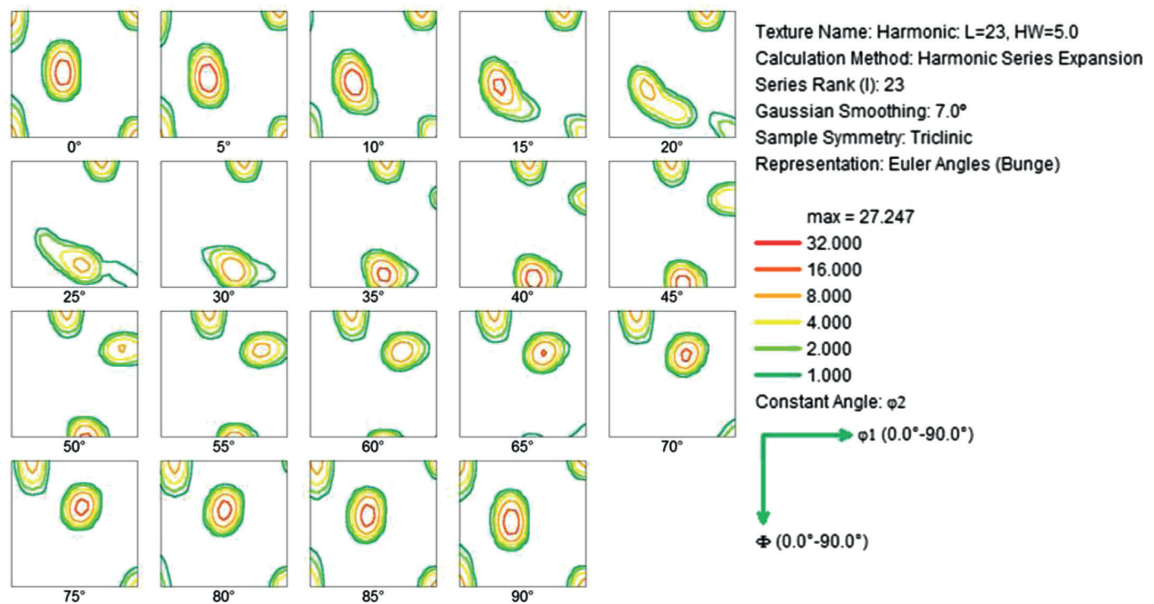 Texture Name: Harmonic: L=23, HW=5.0
Calculation Method: Harmonic Series Expansion
Series Rank (l): 23
Gaussian Smoothing: 7.0º
Sample Symmetry: Triclinic
Representation: Euler Angles (Bunge)
0° 5° 10° 15° 20°
25° 30° 35° 40° 45°
50° 55° 60° 65° 70°
75° 80° 85° 90°
max = 27.247
32.000
16.000
8.000
4.000
2.000
1.000
Constant Angle: φ2
φ1 (0.0°-90.0°)
Φ (0.0°-90.0°)